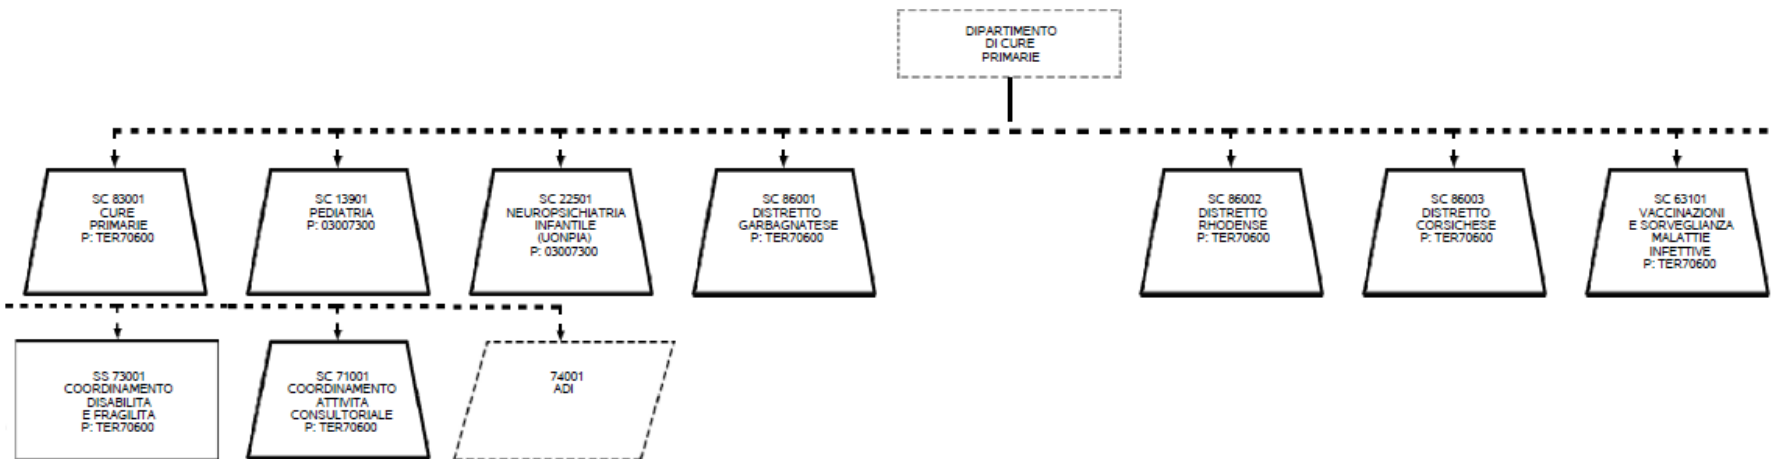 DIPARTIMENTO
DI CURE
PRIMARIE
SC 83001
CURE
PRIMARIE
P: TER70600
SC 13901
PEDIATRIA
P: 03007300
SC 22501
NEUROPSICHIATRIA
INFANTILE
(UONPIA)
P: 03007300
SC 86001
DISTRETTO
GARBAGNATESE
P: TER70600
SC 86002
DISTRETTO
RHODENSE
P: TER70600
SC 86003
DISTRETTO
CORSICHESE
P: TER70600
SC 63101
VACCINAZIONI
E SORVEGLIANZA
MALATTIE
INFETTIVE
P: TER70600
SS 73001
COORDINAMENTO
DISABILITA
E FRAGILITA
P: TER70600
SC 71001
COORDINAMENTO
ATTIVITA
CONSULTORIALE
P: TER70600
74001
ADI